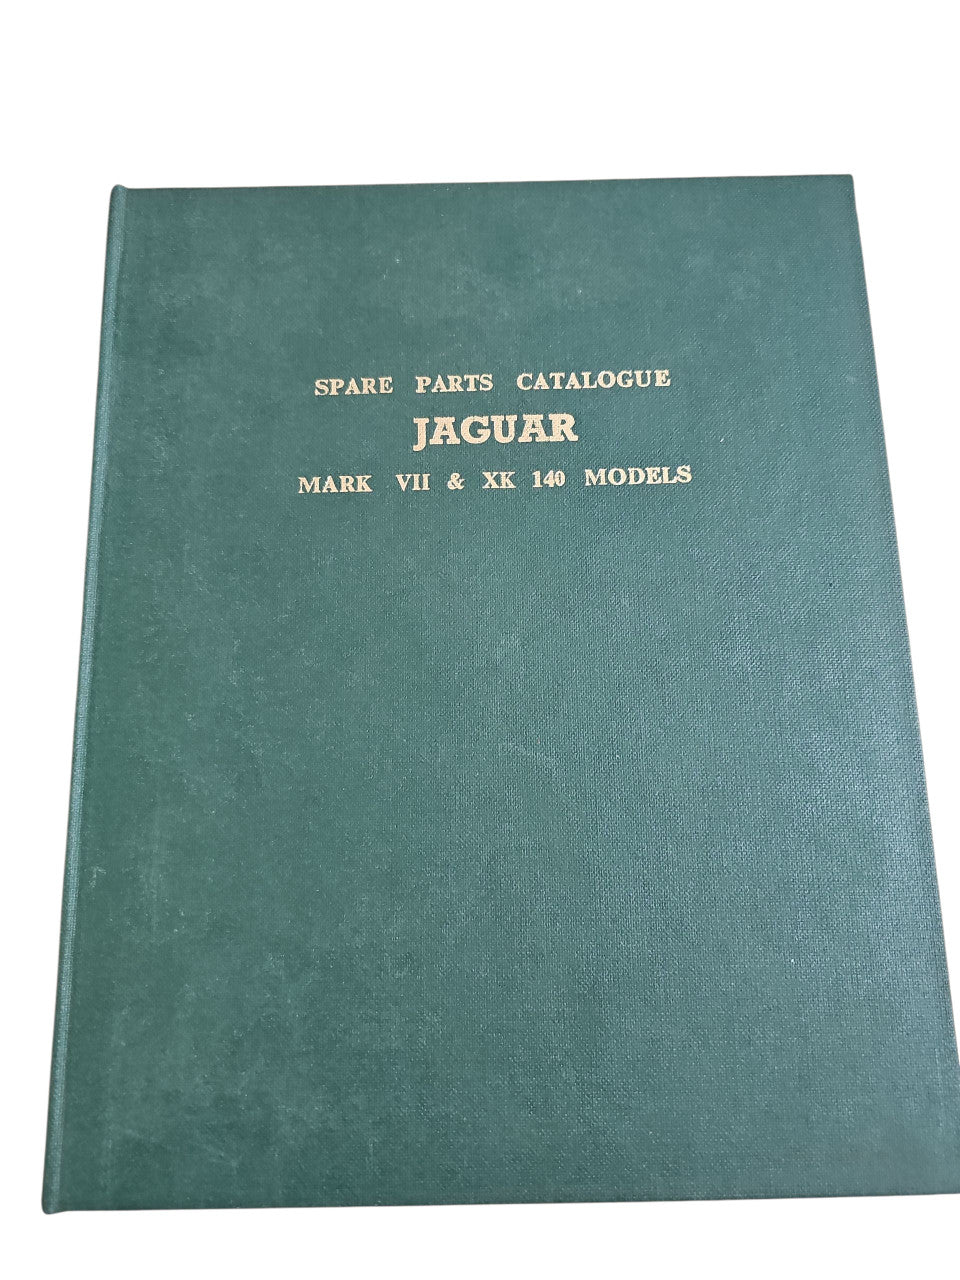 SPARE PARTS CATALOGUE
JAGUAR
MARK VII & XK 140 MODELS